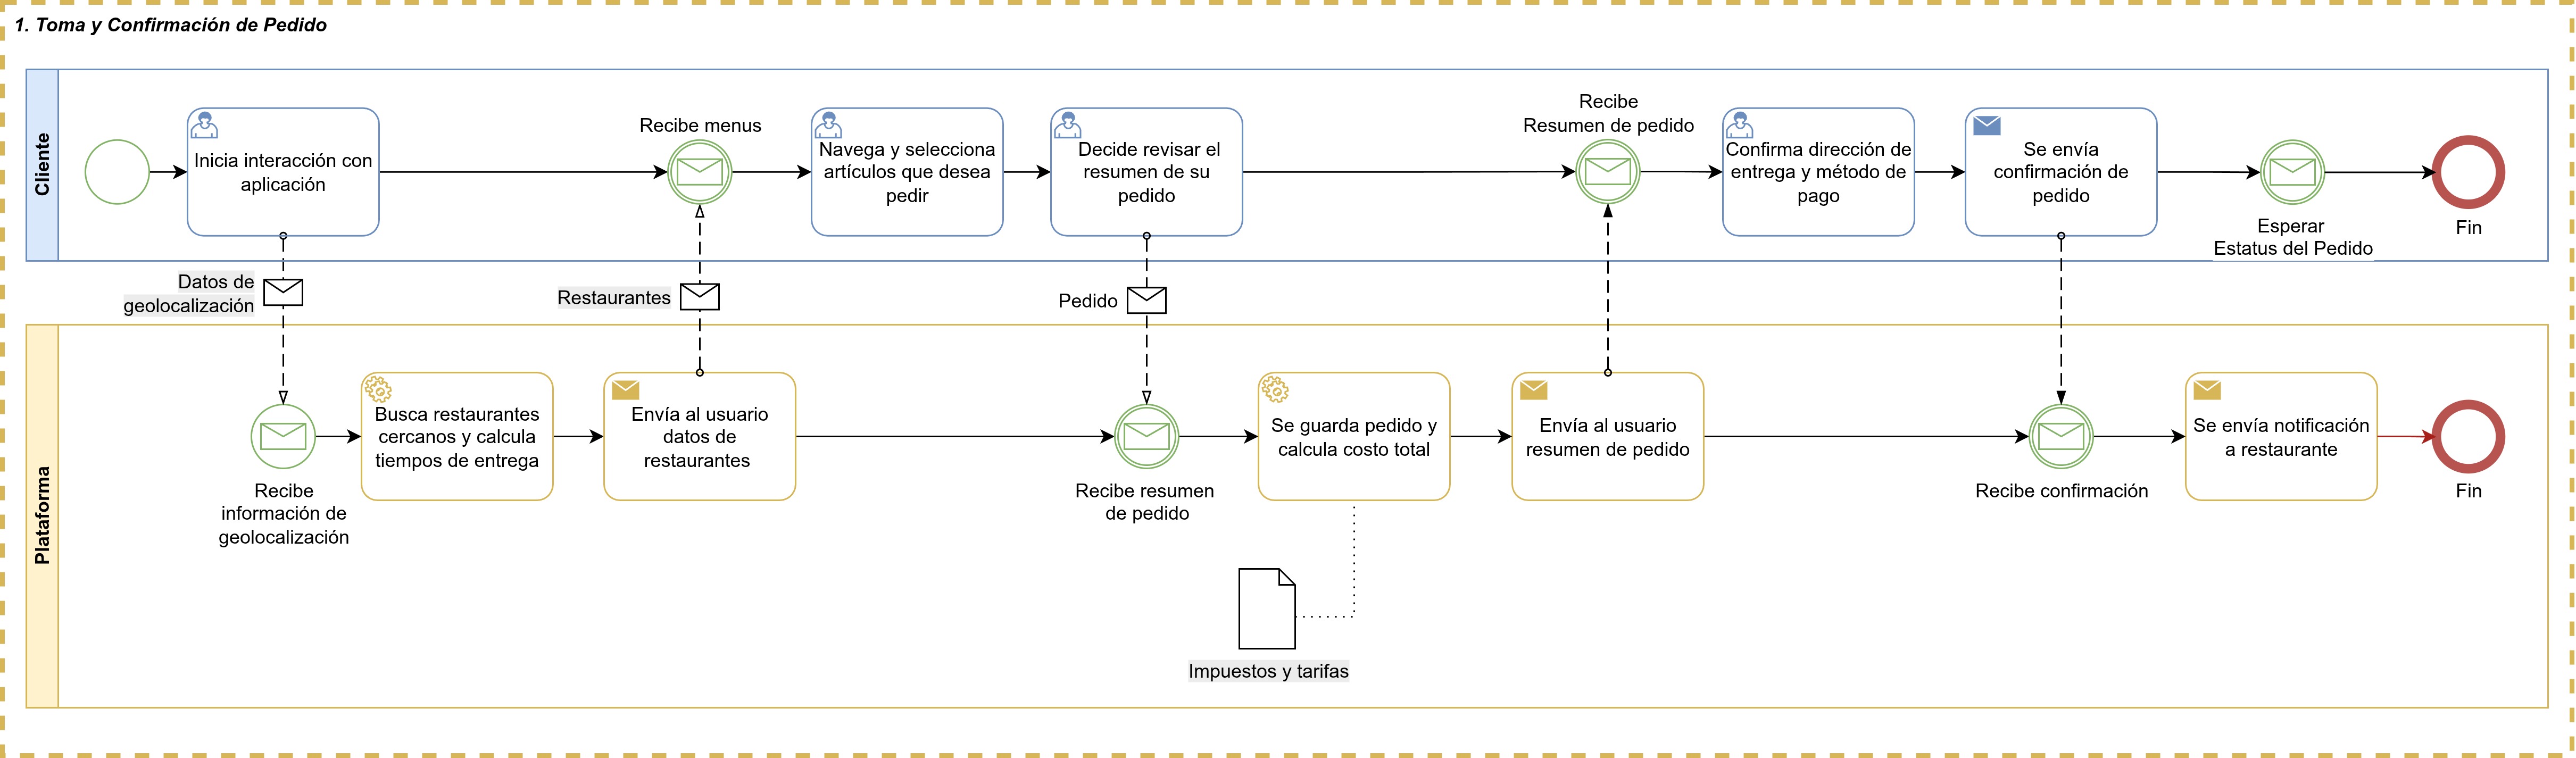 1. Toma y Confirmación de Pedido
Cliente
Inicia interacción con
aplicación
Recibe menus
Navega y selecciona
artículos que desea
pedir
Decide revisar el
resumen de su
pedido
Recibe
Resumen de pedido
Confirma dirección de
entrega y método de
pago
Se envía
confirmación de
pedido
Esperar
Estatus del Pedido
Fin
Datos de
geolocalización
Restaurantes
Pedido
Plataforma
Recibe
información de
geolocalización
Busca restaurantes
cercanos y calcula
tiempos de entrega
Envía al usuario
datos de
restaurantes
Recibe resumen
de pedido
Se guarda pedido y
calcula costo total
Envía al usuario
resumen de pedido
Recibe confirmación
Se envía notificación
a restaurante
Fin
Impuestos y tarifas